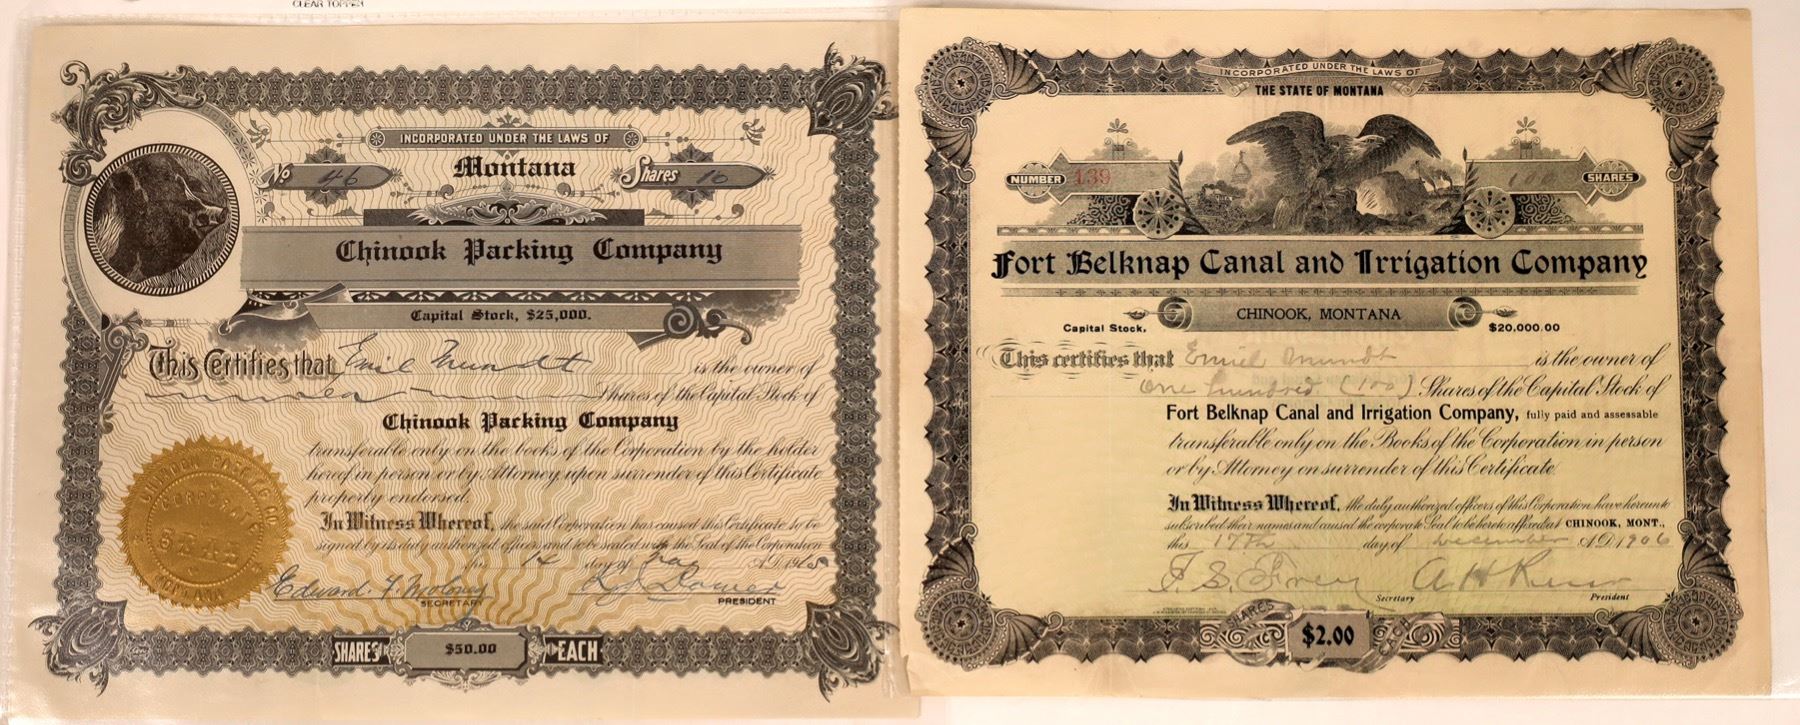 CLEAR TOPPER
INCORPORATED UNDER THE LAWS OF
Montana
No 46
Shares 10
Chinook Packing Company
Capital Stock, $25,000.
This Certifies that Emil Mundt is the owner of
Shares of the Capital Stock of
Chinook Packing Company
transferable only on the books of the Corporation by the holder
hereof in person or by Attorney, upon surrender of this Certificate
properly endorsed.
In Witness Whereof, the said Corporation has caused this Certificate to be
signed by its duly authorized officers and to be sealed with the Seal of the Corporation
14 day of A.D.
Edward. J. Moloney
SECRETARY
PRESIDENT
CORPORATE
SEAL
SHARES $50.00 EACH
INCORPORATED UNDER THE LAWS OF
THE STATE OF MONTANA
NUMBER 139
100 SHARES
Fort Belknap Canal and Irrigation Company
CHINOOK, MONTANA
Capital Stock, $20,000.00
This certifies that Emiel Mundt is the owner of
One hundred (100) Shares of the Capital Stock of
Fort Belknap Canal and Irrigation Company, fully paid and assessable
transferable only on the Books of the Corporation in person
or by Attorney on surrender of this Certificate.
In Witness Whereof, the duly authorized officers of this Corporation have hereunto
subscribed their names and caused the corporate Seal to be hereto affixed at CHINOOK, MONT.,
this 17th day of December A.D. 1906
Secretary
President
SHARES $2.00 EACH